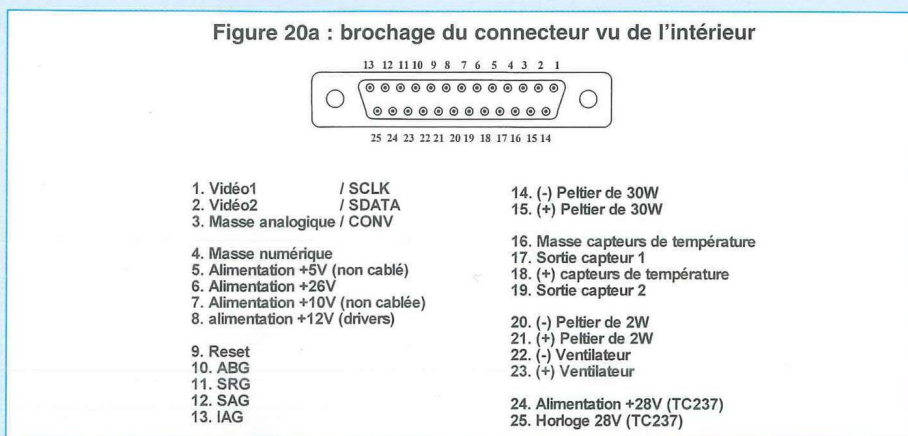 Figure 20a : brochage du connecteur vu de l'intérieur
13 12 11 10 9 8 7 6 5 4 3 2 1
25 24 23 22 21 20 19 18 17 16 15 14
1. Vidéo1 / SCLK
2. Vidéo2 / SDATA
3. Masse analogique / CONV
4. Masse numérique
5. Alimentation +5V (non cablé)
6. Alimentation +26V
7. Alimentation +10V (non cablée)
8. alimentation +12V (drivers)
9. Reset
10. ABG
11. SRG
12. SAG
13. IAG
14. (-) Peltier de 30W
15. (+) Peltier de 30W
16. Masse capteurs de température
17. Sortie capteur 1
18. (+) capteurs de température
19. Sortie capteur 2
20. (-) Peltier de 2W
21. (+) Peltier de 2W
22. (-) Ventilateur
23. (+) Ventilateur
24. Alimentation +28V (TC237)
25. Horloge 28V (TC237)